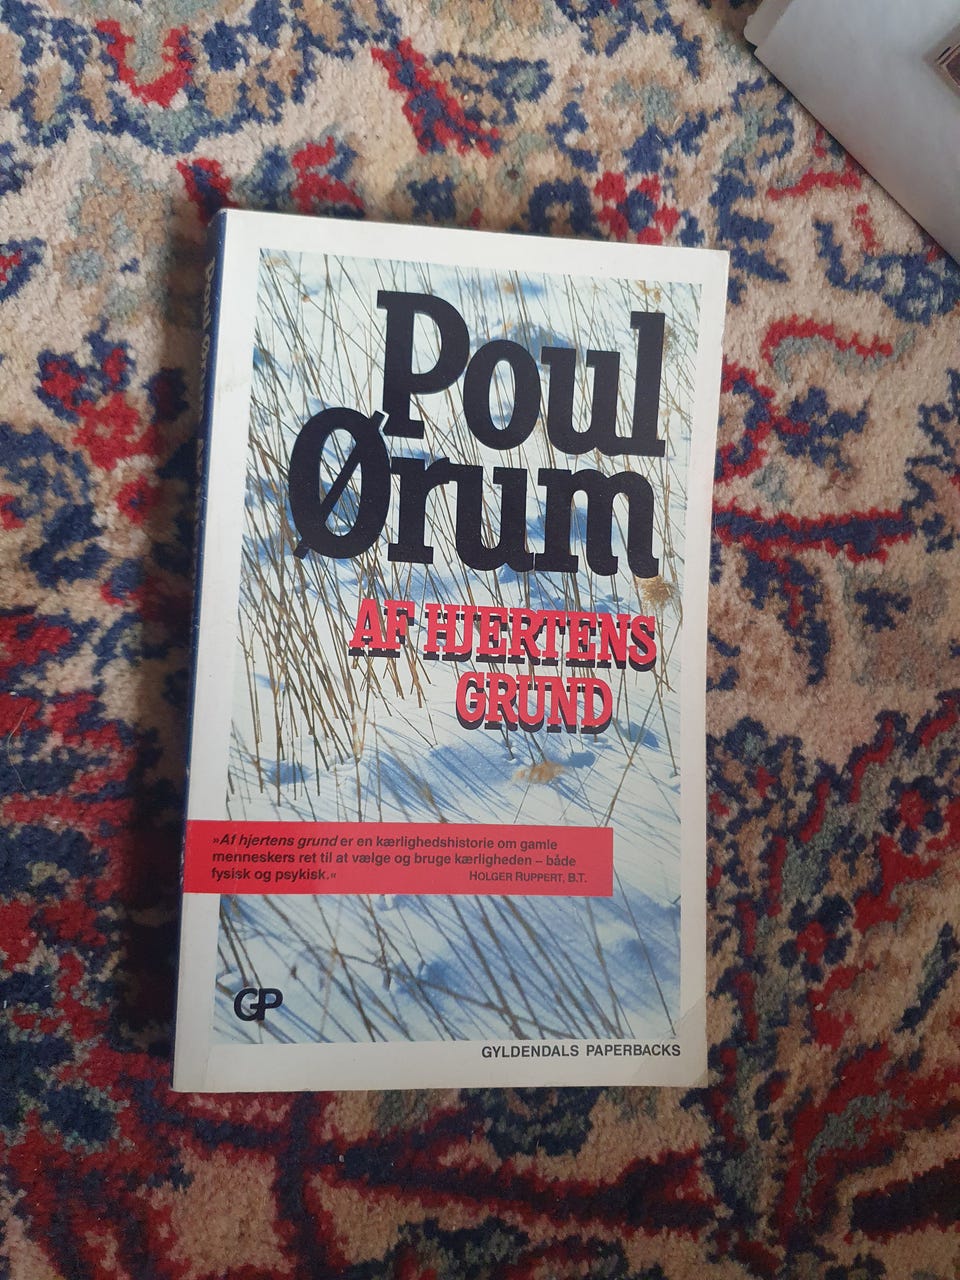 Poul
Ørum
AF HJERTENS
GRUND
»Af hjertens grund er en kærlighedshistorie om gamle
menneskers ret til at vælge og bruge kærligheden – både
fysisk og psykisk.« HOLGER RUPPERT, B.T.
GP
GYLDENDALS PAPERBACKS